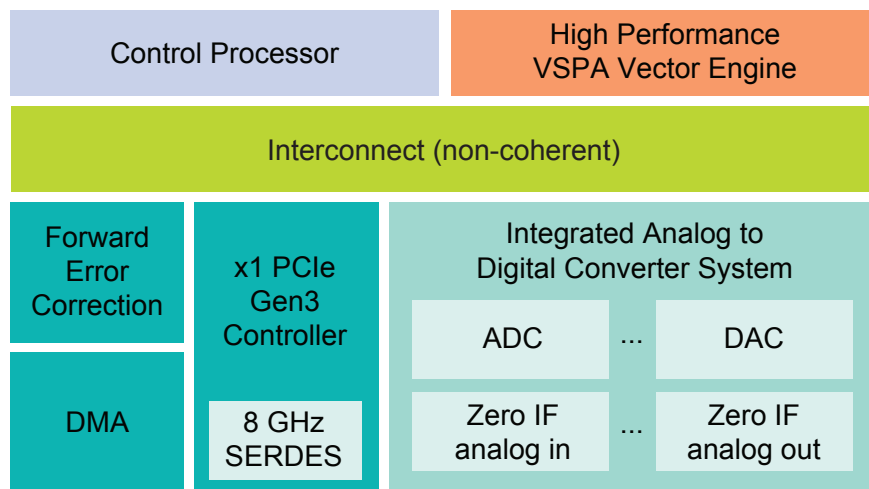 Control Processor
High Performance
VSPA Vector Engine
Interconnect (non-coherent)
Forward
Error
Correction
DMA
x1 PCIe
Gen3
Controller
8 GHz
SERDES
Integrated Analog to
Digital Converter System
ADC ... DAC
Zero IF
analog in
...
Zero IF
analog out